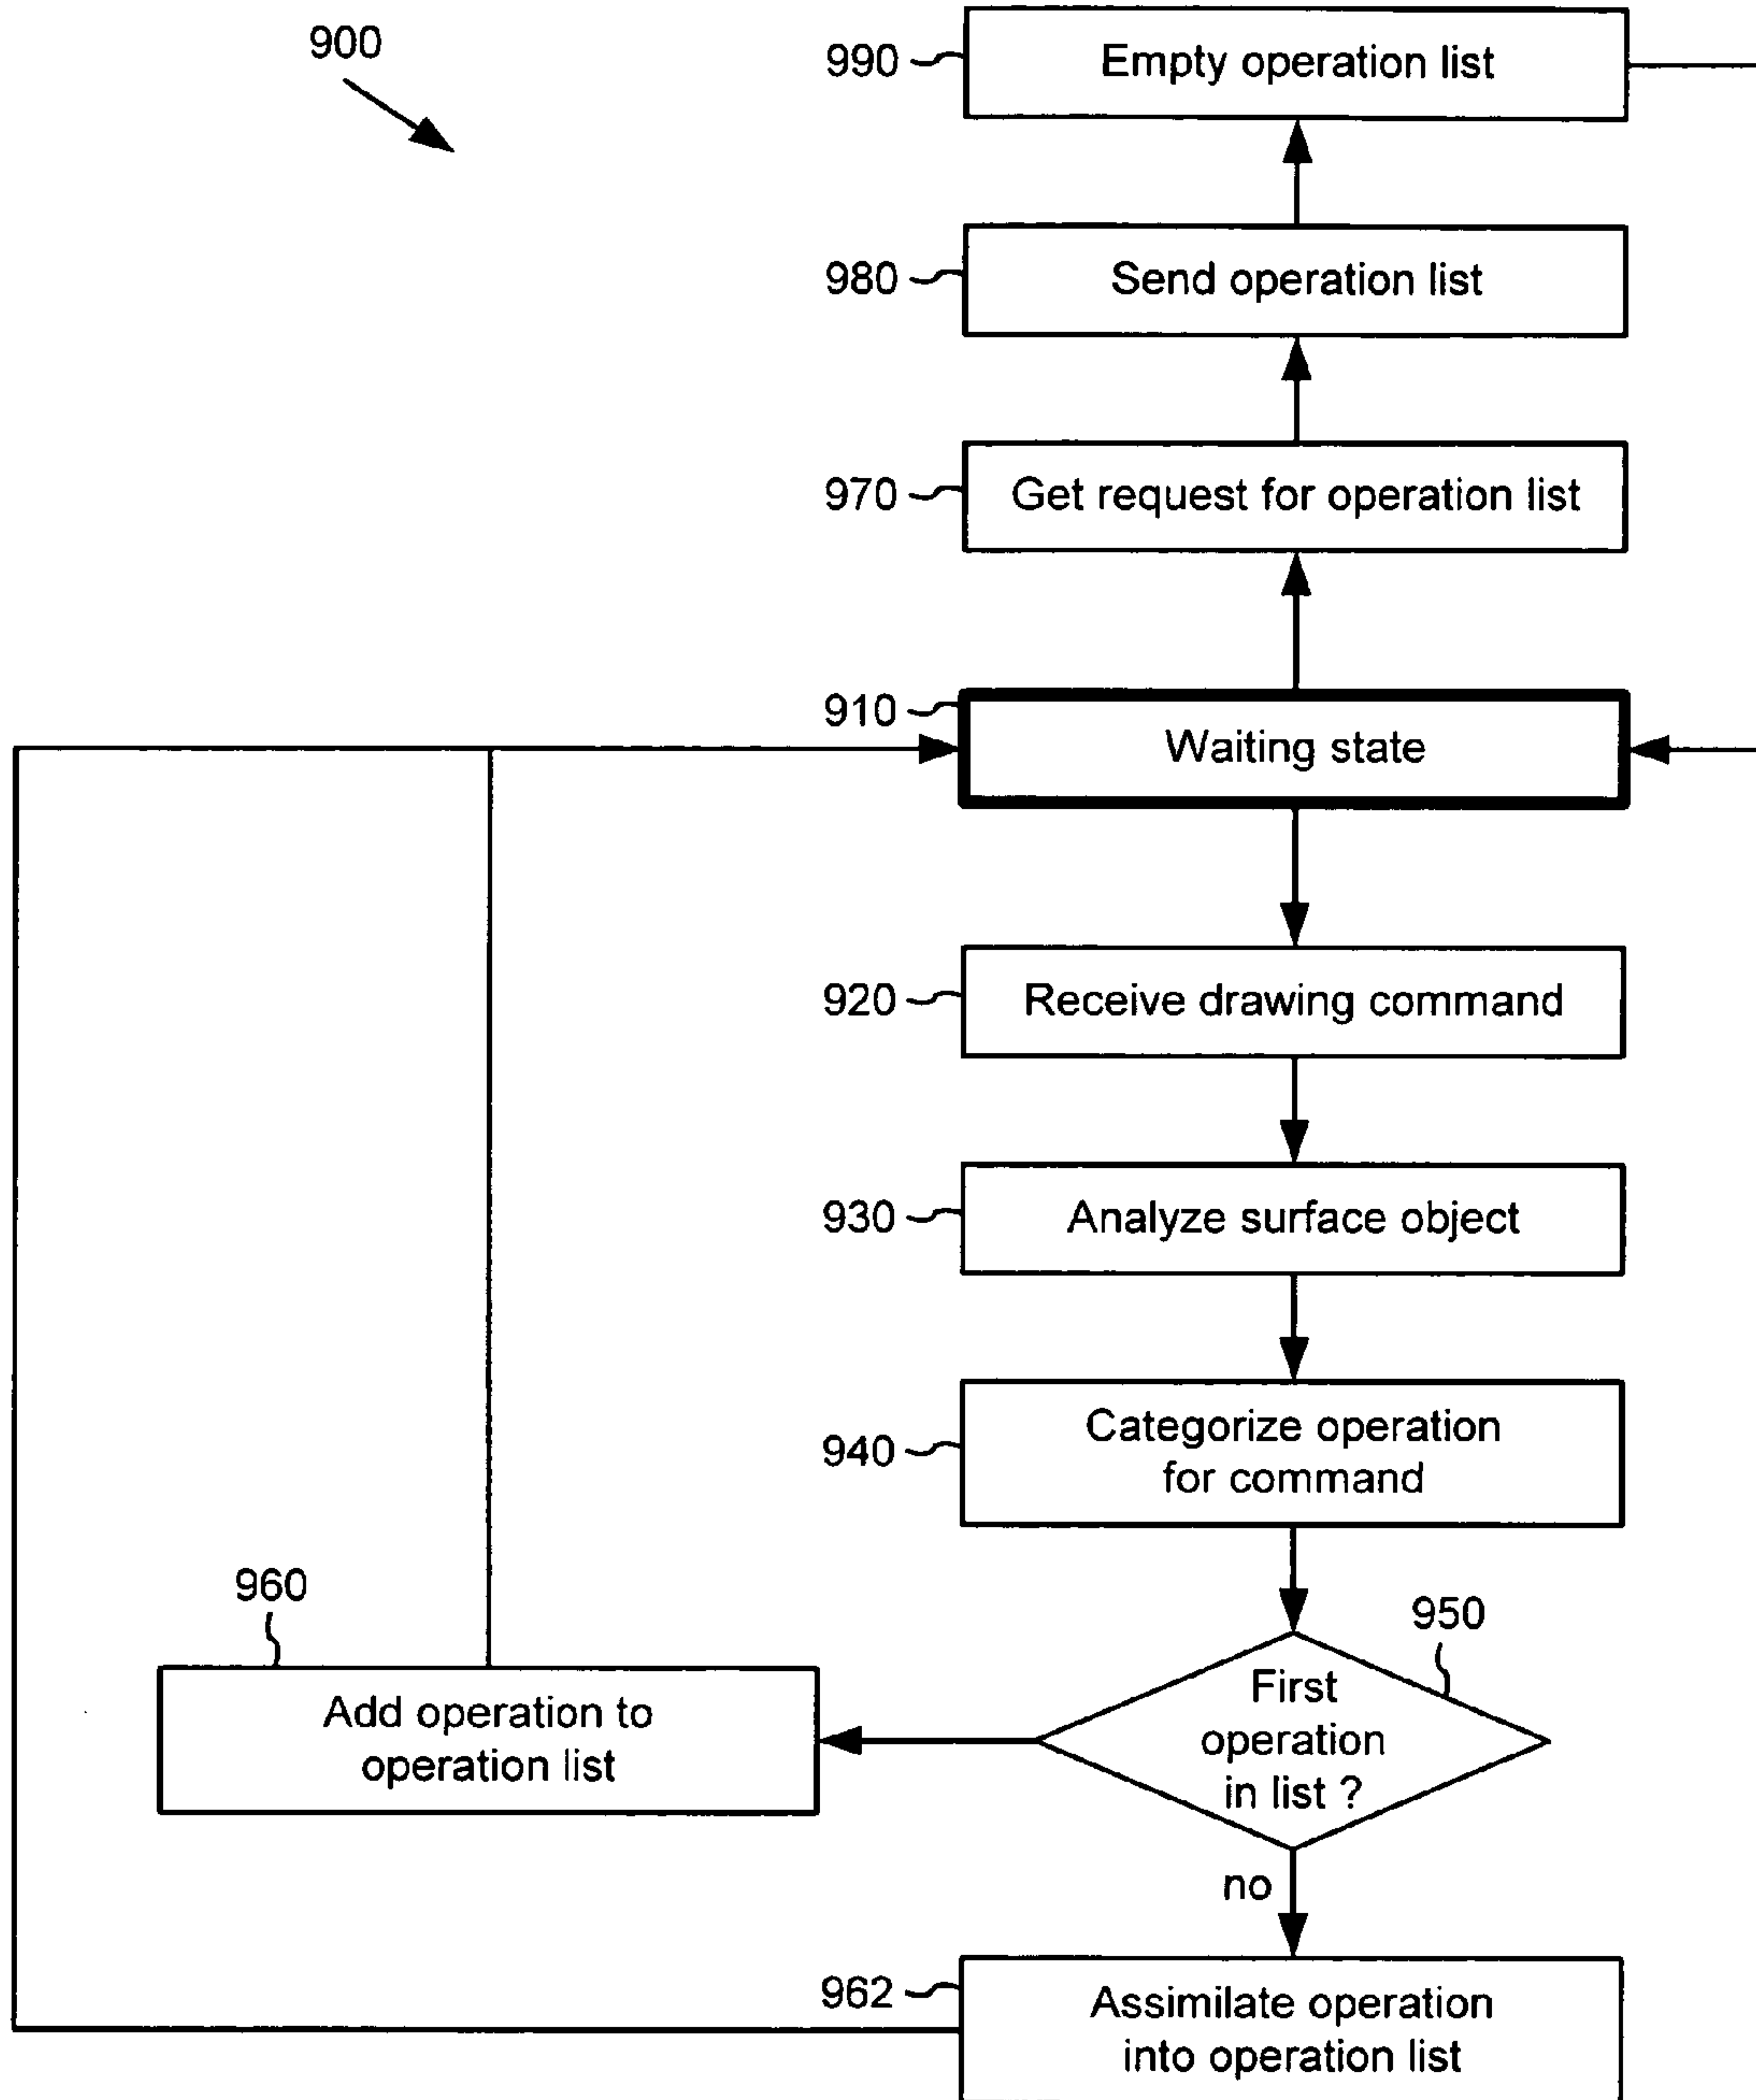 900
990
Empty operation list
980
Send operation list
970
Get request for operation list
910
Waiting state
920
Receive drawing command
930
Analyze surface object
940
Categorize operation
for command
960
950
Add operation to
operation list
First
operation
in list ?
no
962
Assimilate operation
into operation list